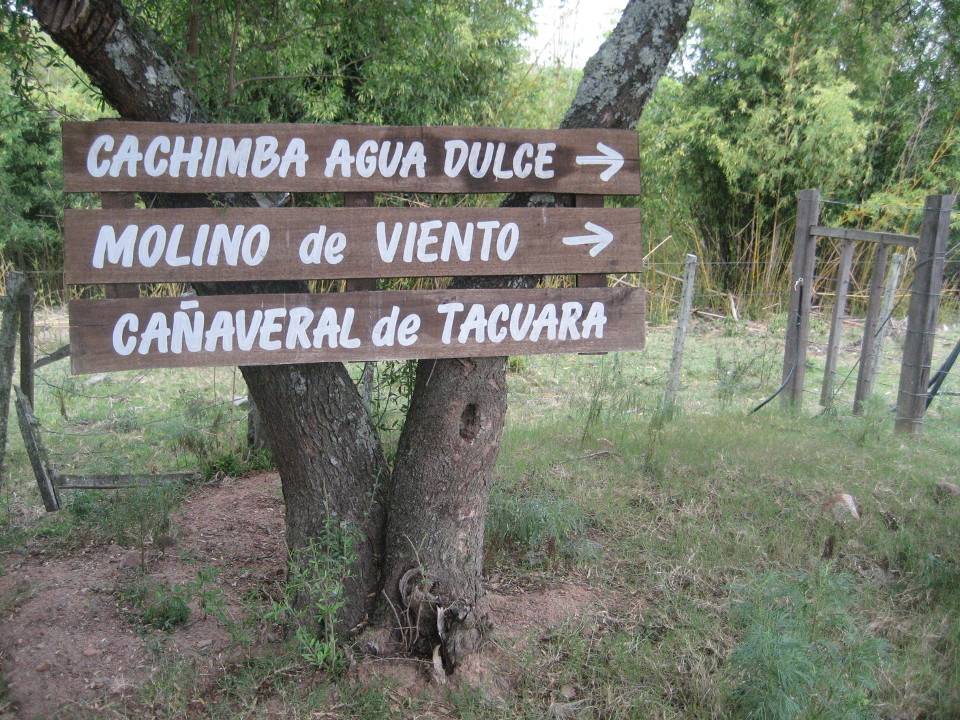 CACHIMBA AGUA DULCE →
MOLINO de VIENTO →
CAÑAVERAL de TACUARA